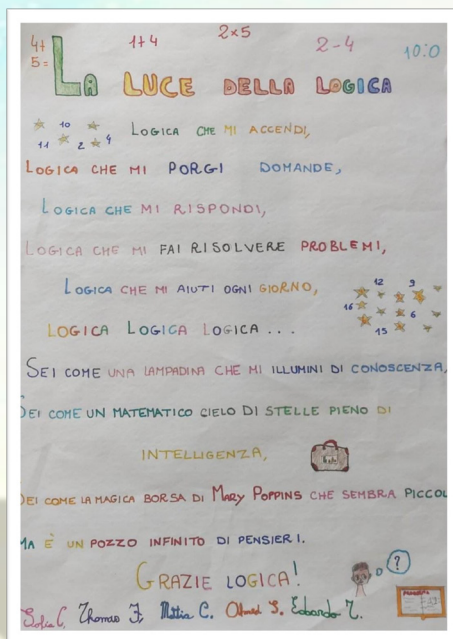 4+ 1+4 2×5 2-4 10:0
5=
LA LUCE DELLA LOGICA
10
11 2 4
LOGICA CHE MI ACCENDI,
LOGICA CHE MI PORGI DOMANDE,
LOGICA CHE MI RISPONDI,
LOGICA CHE MI FAI RISOLVERE PROBLEMI,
LOGICA CHE MI AIUTI OGNI GIORNO,
12 9
16 6
15
LOGICA LOGICA LOGICA...
SEI COME UNA LAMPADINA CHE MI ILLUMINI DI CONOSCENZA,
SEI COME UN MATEMATICO CIELO DI STELLE PIENO DI
INTELLIGENZA,
SEI COME LA MAGICA BORSA DI MARY POPPINS CHE SEMBRA PICCOL
MA È UN POZZO INFINITO DI PENSIERI.
GRAZIE LOGICA!
?
Sofia C. Thomas F. Mattia C. Ahmed S. Edoardo Z.